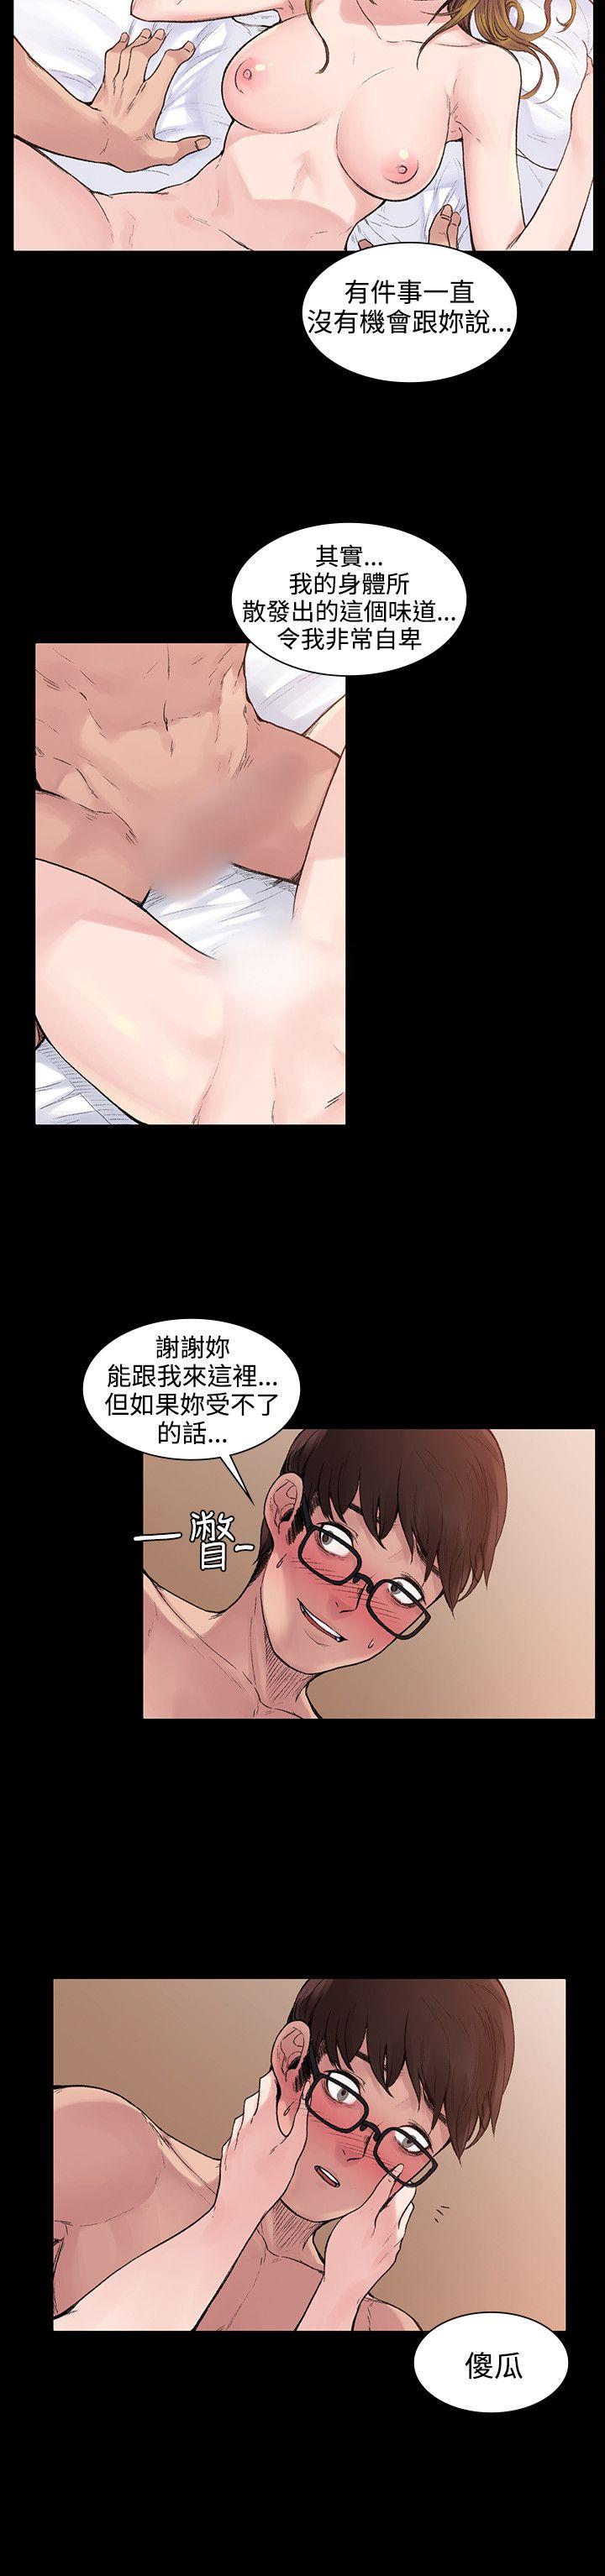 有件事一直
沒有機會跟妳說...
其實...
我的身體所
散發出的這個味道...
令我非常自卑
謝謝妳
能跟我來這裡...
但如果妳受不了
的話...
瞥
傻瓜